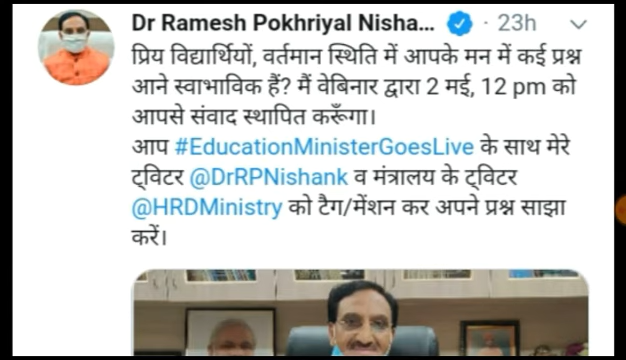 Dr Ramesh Pokhriyal Nisha... · 23h
प्रिय विद्यार्थियों, वर्तमान स्थिति में आपके मन में कई प्रश्न
आने स्वाभाविक हैं? मैं वेबिनार द्वारा 2 मई, 12 pm को
आपसे संवाद स्थापित करूँगा।
आप #EducationMinisterGoesLive के साथ मेरे
ट्विटर @DrRPNishank व मंत्रालय के ट्विटर
@HRDMinistry को टैग/मेंशन कर अपने प्रश्न साझा
करें।